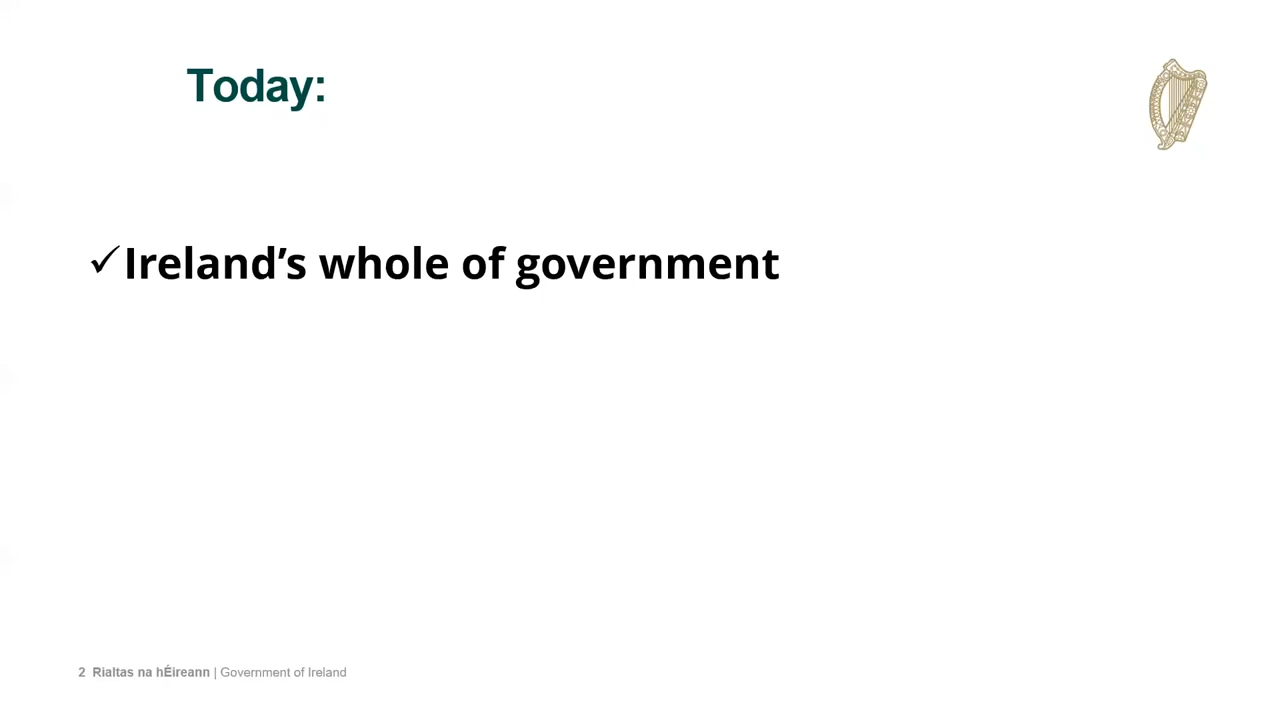 Today:
✓Ireland’s whole of government
2 Rialtas na hÉireann | Government of Ireland